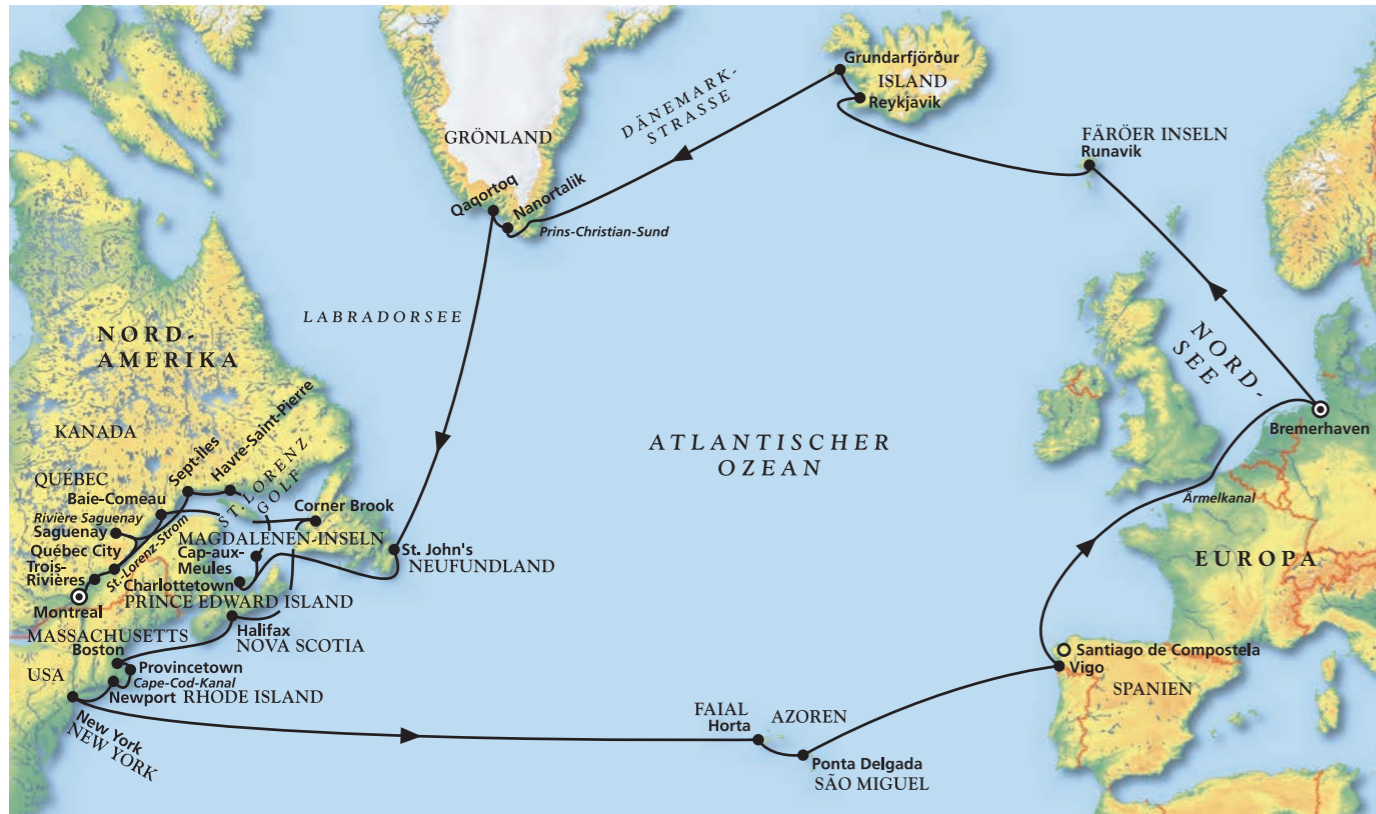 Grundarfjörður
ISLAND
Reykjavik
DÄNEMARK-
STRASSE
GRÖNLAND
FÄRÖER INSELN
Runavik
Qaqortoq
Nanortalik
Prins-Christian-Sund
LABRADORSEE
NORD-
AMERIKA
NORD-
SEE
KANADA
ATLANTISCHER
OZEAN
Bremerhaven
Ärmelkanal
EUROPA
QUÉBEC
Sept-Îles
Havre-Saint-Pierre
ST. LORENZ
GOLF
Baie-Comeau
Corner Brook
Rivière Saguenay
Saguenay
St.-Lorenz-Strom
MAGDALENEN-INSELN
Québec City
Cap-aux-
Meules
St. John's
NEUFUNDLAND
Trois-
Rivières
Charlottetown
PRINCE EDWARD ISLAND
Montreal
MASSACHUSETTS
Halifax
NOVA SCOTIA
Boston
Provincetown
USA
Cape-Cod-Kanal
Newport
RHODE ISLAND
New York
NEW YORK
FAIAL
Horta
AZOREN
Ponta Delgada
SÃO MIGUEL
Santiago de Compostela
Vigo
SPANIEN